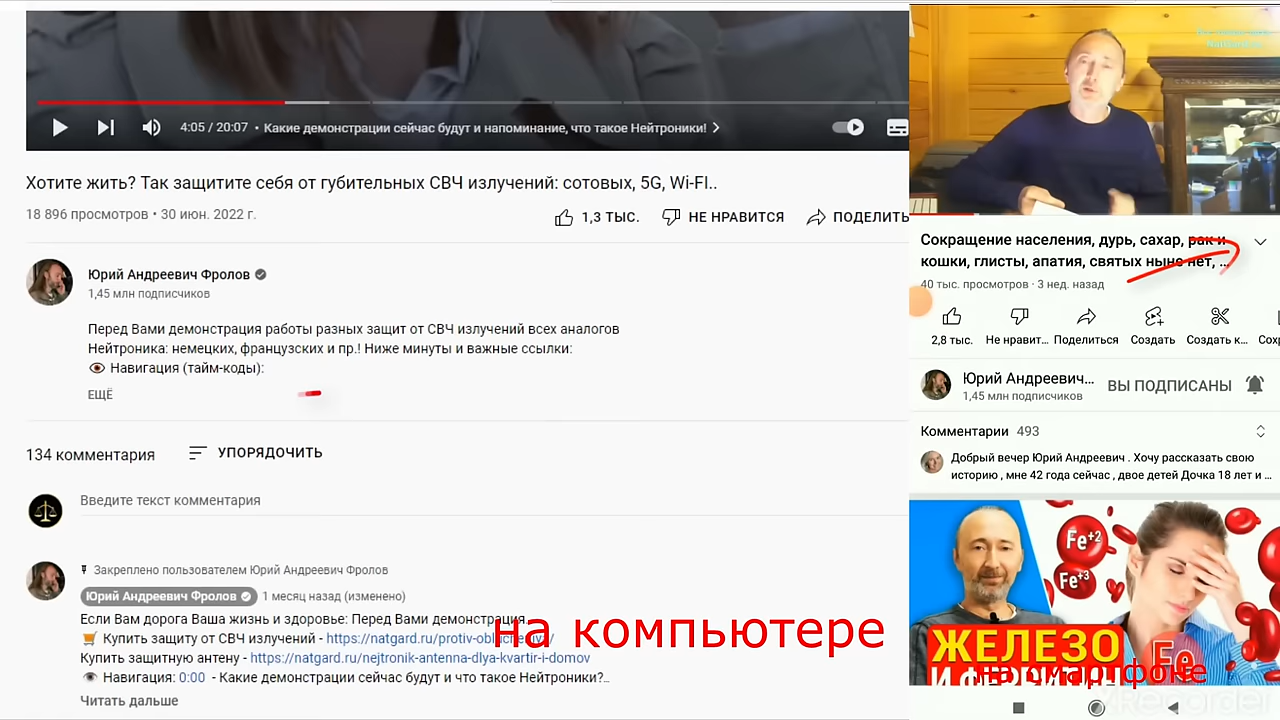 4:05 / 20:07 • Какие демонстрации сейчас будут и напоминание, что такое Нейтроники!
Хотите жить? Так защитите себя от губительных СВЧ излучений: сотовых, 5G, Wi-FI..
18 896 просмотров • 30 июн. 2022 г.
1,3 ТЫС. НЕ НРАВИТСЯ ПОДЕЛИТЬ
Юрий Андреевич Фролов
1,45 млн подписчиков
Перед Вами демонстрация работы разных защит от СВЧ излучений всех аналогов
Нейтроника: немецких, французских и пр.! Ниже минуты и важные ссылки:
Навигация (тайм-коды):
ЕЩЁ
134 комментария УПОРЯДОЧИТЬ
Введите текст комментария
Закреплено пользователем Юрий Андреевич Фролов
Юрий Андреевич Фролов 1 месяц назад (изменено)
Если Вам дорога Ваша жизнь и здоровье: Перед Вами демонстрация
Купить защиту от СВЧ излучений -
Купить защитную антену - https://natgard.ru/nejtronik-antenna-dlya-kvartir-i-domov
Навигация: 0:00 - Какие демонстрации сейчас будут и что такое Нейтроники?..
Читать дальше
на компьютере
Сокращение населения, дурь, сахар, рак и
кошки, глисты, апатия, святых ныне нет, ...
40 тыс. просмотров · 3 нед. назад
2,8 тыс. Не нравит... Поделиться Создать Создать к... Сохр
Юрий Андреевич... ВЫ ПОДПИСАНЫ
1,45 млн подписчиков
Комментарии 493
Добрый вечер Юрий Андреевич . Хочу рассказать свою
историю , мне 42 года сейчас , двое детей Дочка 18 лет и ...
Fe+2
Fe+3
ЖЕЛЕЗО
Fe
XRecorder